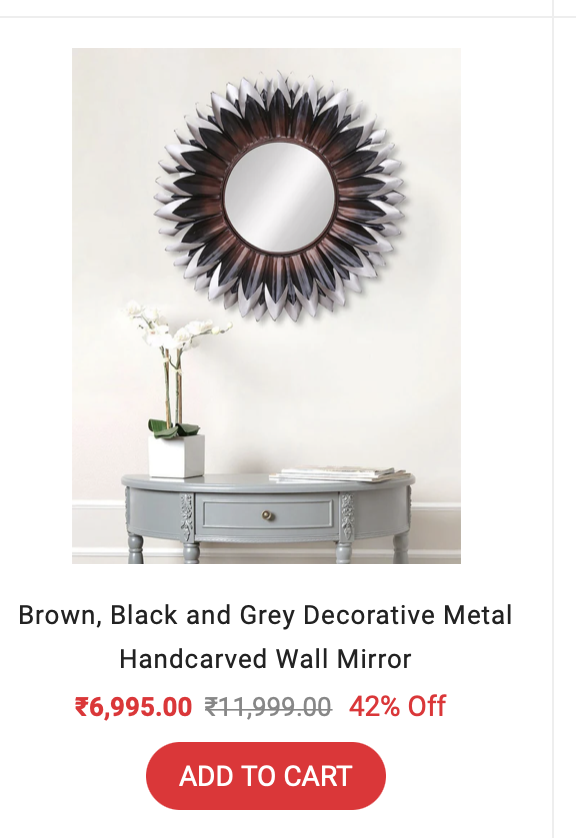 Brown, Black and Grey Decorative Metal
Handcarved Wall Mirror
₹6,995.00 ₹11,999.00 42% Off
ADD TO CART